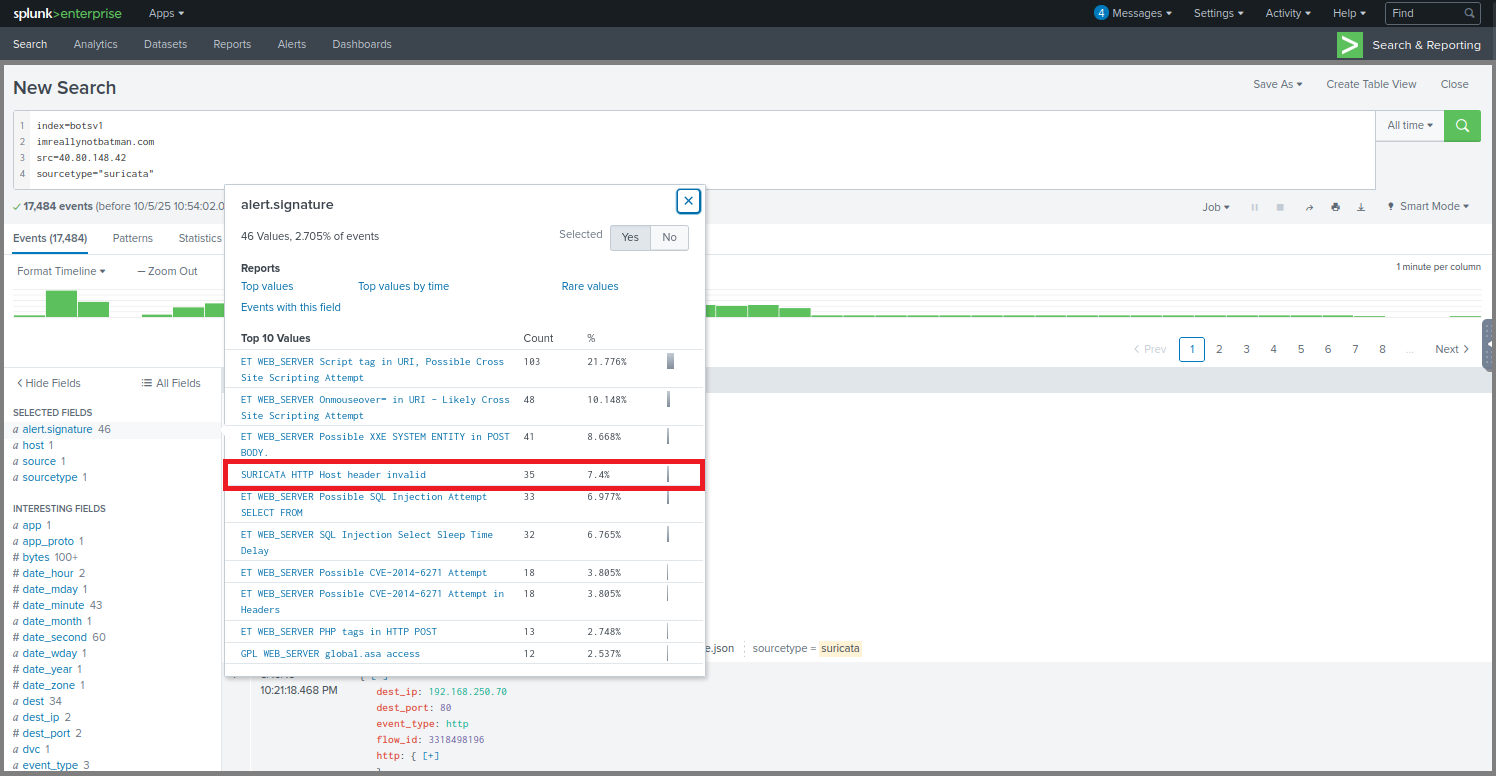 splunk>enterprise Apps 4 Messages Settings Activity Help Find
Search Analytics Datasets Reports Alerts Dashboards Search & Reporting
New Search Save As Create Table View Close
1 index=botsv1 All time
2 imreallynotbatman.com
3 src=40.80.148.42
4 sourcetype="suricata"
17,484 events (before 10/5/25 10:54:02.0 Job Smart Mode
Events (17,484) Patterns Statistics
Format Timeline — Zoom Out 1 minute per column
alert.signature
46 Values, 2.705% of events Selected Yes No
Reports
Top values Top values by time Rare values
Events with this field
Top 10 Values Count %
ET WEB_SERVER Script tag in URI, Possible Cross 103 21.776%
Site Scripting Attempt
ET WEB_SERVER Onmouseover= in URI - Likely Cross 48 10.148%
Site Scripting Attempt
ET WEB_SERVER Possible XXE SYSTEM ENTITY in POST 41 8.668%
BODY.
SURICATA HTTP Host header invalid 35 7.4%
ET WEB_SERVER Possible SQL Injection Attempt 33 6.977%
SELECT FROM
ET WEB_SERVER SQL Injection Select Sleep Time 32 6.765%
Delay
ET WEB_SERVER Possible CVE-2014-6271 Attempt 18 3.805%
ET WEB_SERVER Possible CVE-2014-6271 Attempt in 18 3.805%
Headers
ET WEB_SERVER PHP tags in HTTP POST 13 2.748%
GPL WEB_SERVER global.asa access 12 2.537%
< Prev 1 2 3 4 5 6 7 8 ... Next >
Hide Fields All Fields
SELECTED FIELDS
a alert.signature 46
a host 1
a source 1
a sourcetype 1
INTERESTING FIELDS
a app 1
a app_proto 1
# bytes 100+
# date_hour 2
# date_mday 1
# date_minute 43
a date_month 1
# date_second 60
a date_wday 1
# date_year 1
# date_zone 1
a dest 34
a dest_ip 2
# dest_port 2
a dvc 1
a event_type 3
e.json sourcetype = suricata
10:21:18.468 PM
dest_ip: 192.168.250.70
dest_port: 80
event_type: http
flow_id: 3318498196
http: { [+]